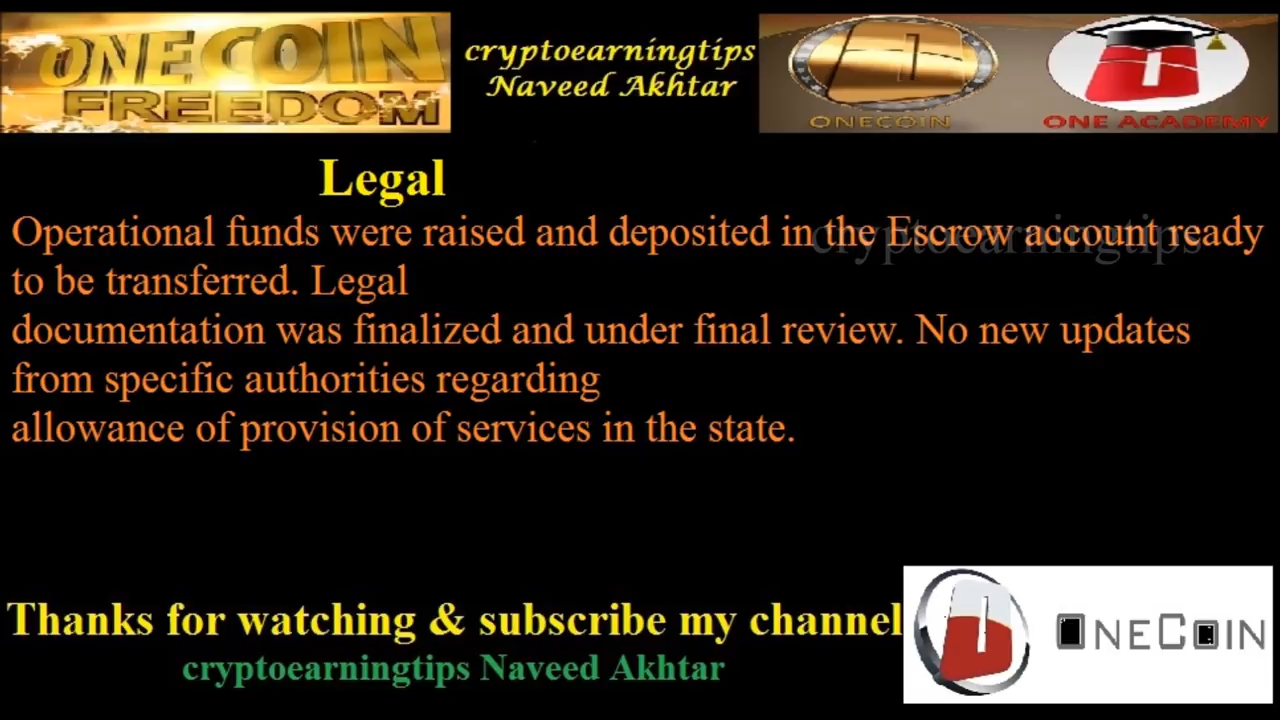 ONECOIN
FREEDOM
cryptoearningtips
Naveed Akhtar
ONECOIN
ONE ACADEMY
Legal
Operational funds were raised and deposited in the Escrow account ready
to be transferred. Legal
documentation was finalized and under final review. No new updates
from specific authorities regarding
allowance of provision of services in the state.
cryptoearningtips
Thanks for watching & subscribe my channel
cryptoearningtips Naveed Akhtar
ONECOIN